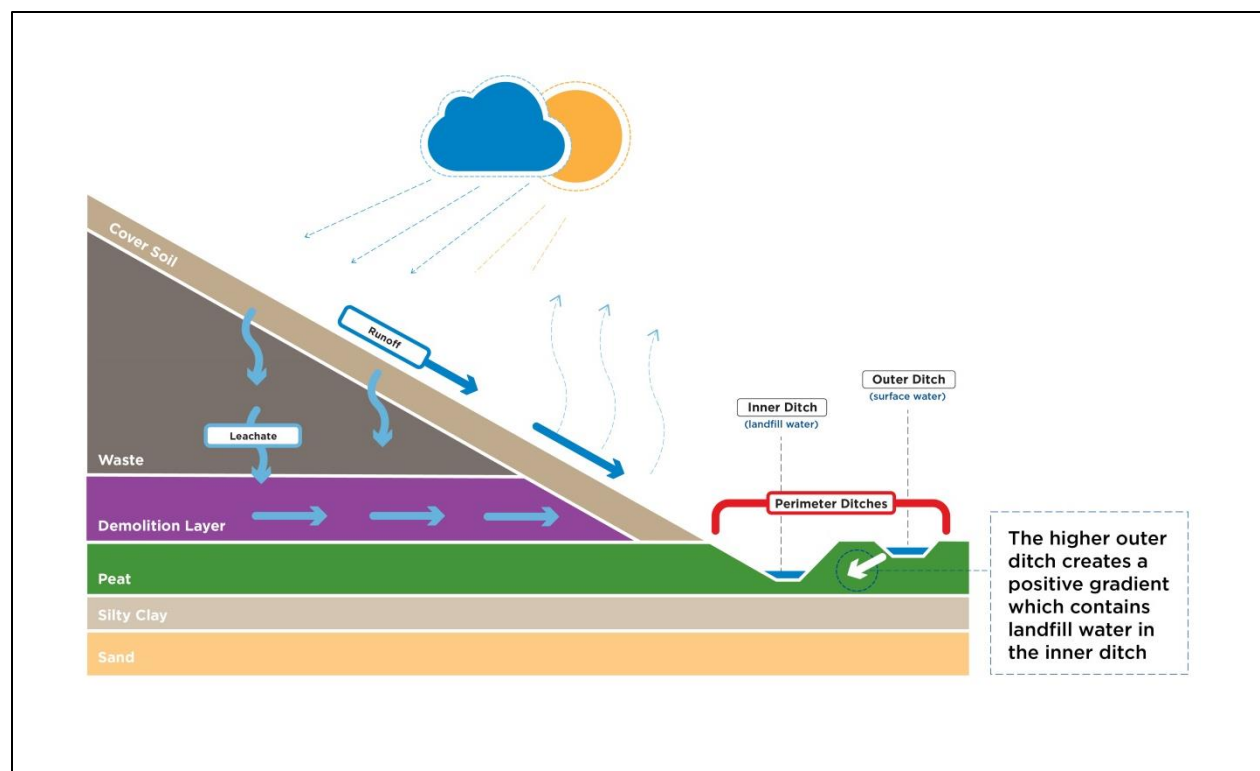 Cover Soil
Runoff
Leachate
Waste
Demolition Layer
Peat
Silty Clay
Sand
Inner Ditch
(landfill water)
Outer Ditch
(surface water)
Perimeter Ditches
The higher outer
ditch creates a
positive gradient
which contains
landfill water in
the inner ditch